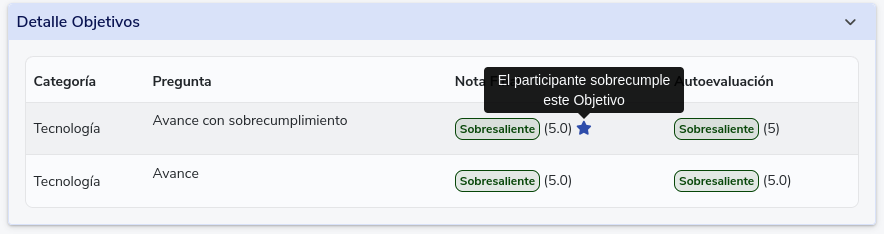 Detalle Objetivos
Categoría Pregunta Nota Autoevaluación
El participante sobrecumple
este Objetivo
Tecnología Avance con sobrecumplimiento Sobresaliente (5.0) Sobresaliente (5)
Tecnología Avance Sobresaliente (5.0) Sobresaliente (5.0)